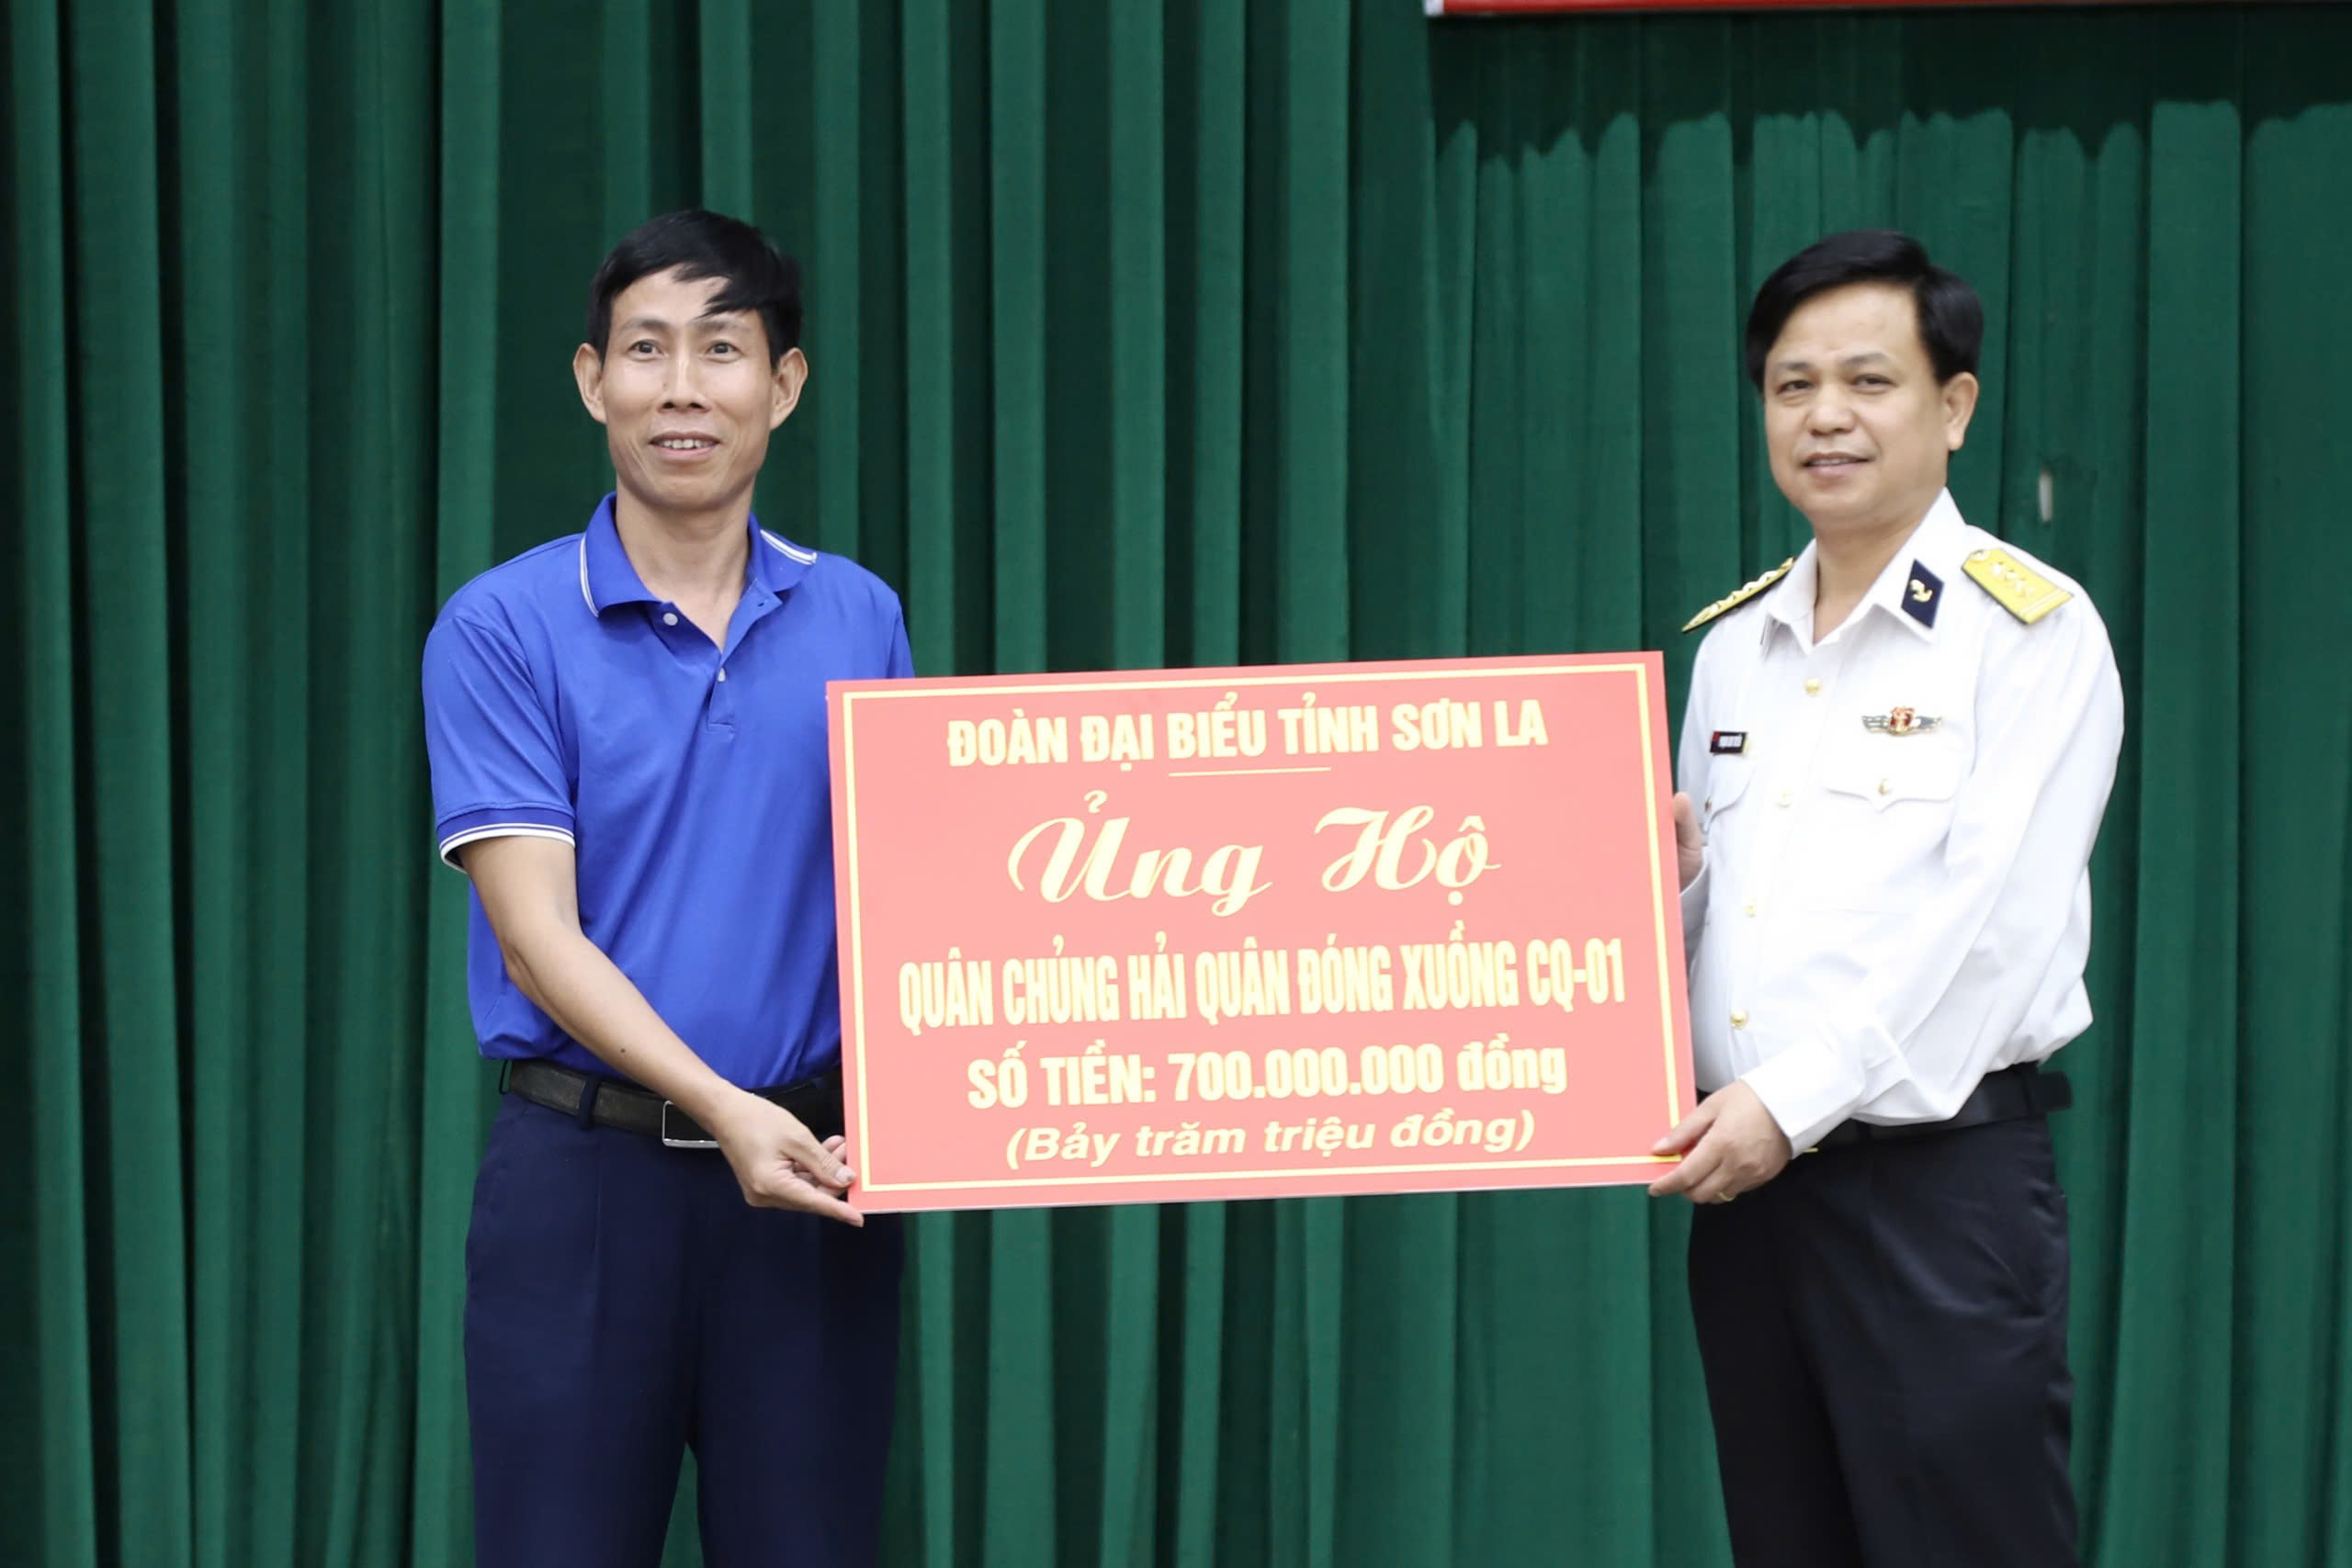 ĐOÀN ĐẠI BIỂU TỈNH SƠN LA
Ủng Hộ
QUÂN CHỦNG HẢI QUÂN ĐÓNG XUỒNG CQ-01
SỐ TIỀN: 700.000.000 đồng
(Bảy trăm triệu đồng)